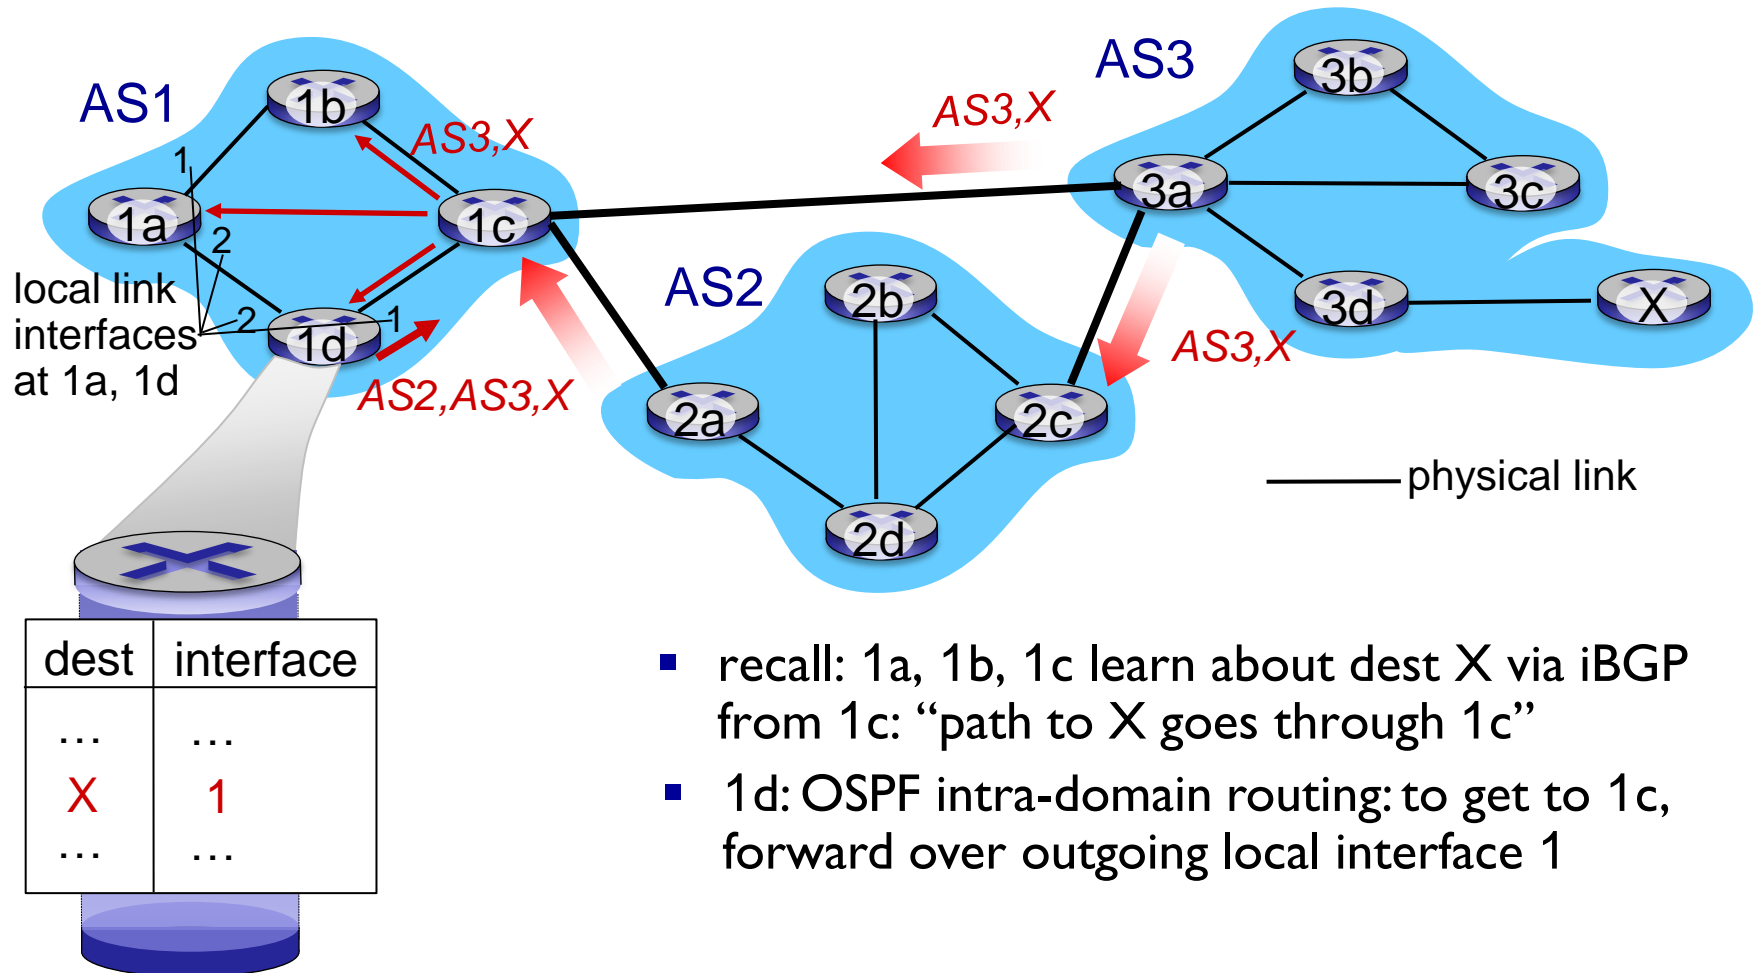 AS1
1b
AS3,X
1
1a
1c
2
local link
interfaces
at 1a, 1d
2
1
1d
AS2,AS3,X
AS3,X
AS3
3b
3a
3c
3d
X
AS3,X
AS2
2b
2a
2c
2d
physical link
dest interface
... ...
X 1
... ...
recall: 1a, 1b, 1c learn about dest X via iBGP
from 1c: “path to X goes through 1c”
1d: OSPF intra-domain routing: to get to 1c,
forward over outgoing local interface 1